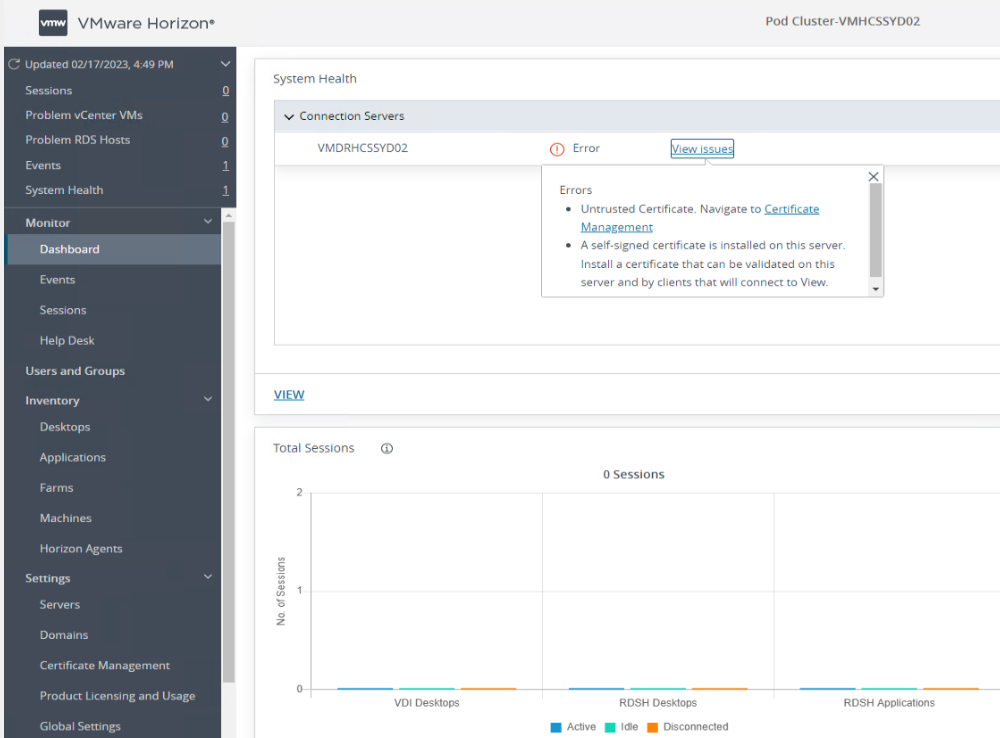 vmw VMware Horizon®
Pod Cluster-VMHCSSYD02
Updated 02/17/2023, 4:49 PM
Sessions 0
Problem vCenter VMs 0
Problem RDS Hosts 0
Events 1
System Health 1
Monitor
Dashboard
Events
Sessions
Help Desk
Users and Groups
Inventory
Desktops
Applications
Farms
Machines
Horizon Agents
Settings
Servers
Domains
Certificate Management
Product Licensing and Usage
Global Settings
System Health
Connection Servers
VMDRHCSSYD02 Error View issues
Errors
• Untrusted Certificate. Navigate to Certificate
Management
• A self-signed certificate is installed on this server.
Install a certificate that can be validated on this
server and by clients that will connect to View.
VIEW
Total Sessions
0 Sessions
No. of Sessions
2
1
0
VDI Desktops RDSH Desktops RDSH Applications
Active Idle Disconnected